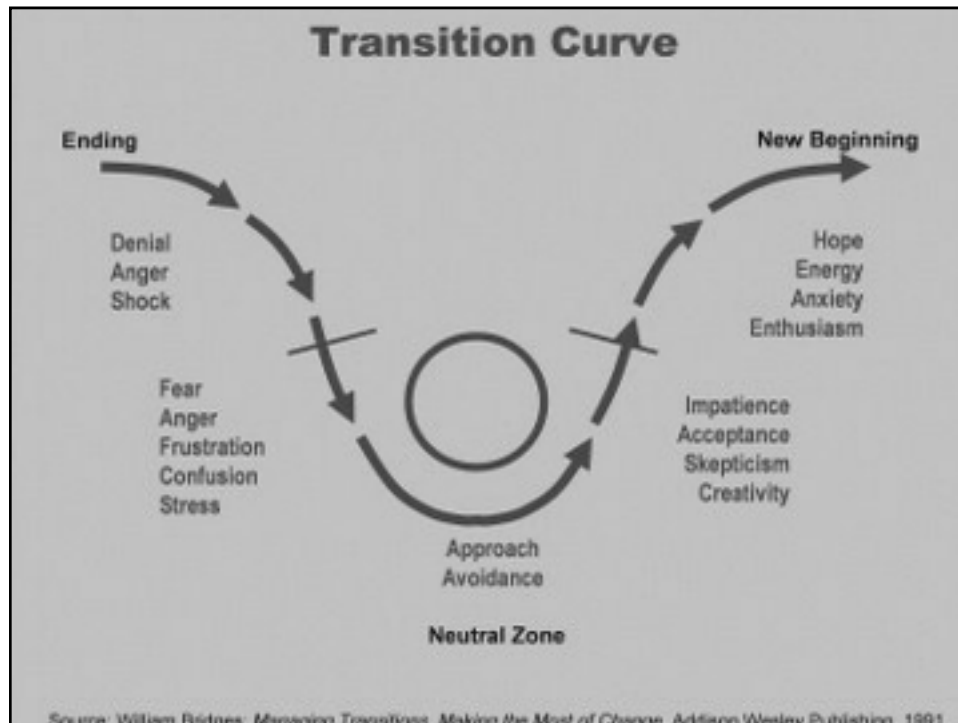 Transition Curve
Ending
New Beginning
Denial
Anger
Shock
Hope
Energy
Anxiety
Enthusiasm
Fear
Anger
Frustration
Confusion
Stress
Impatience
Acceptance
Skepticism
Creativity
Approach
Avoidance
Neutral Zone
Source: William Bridges: Managing Transitions, Making the Most of Change, Addison Wesley Publishing, 1991